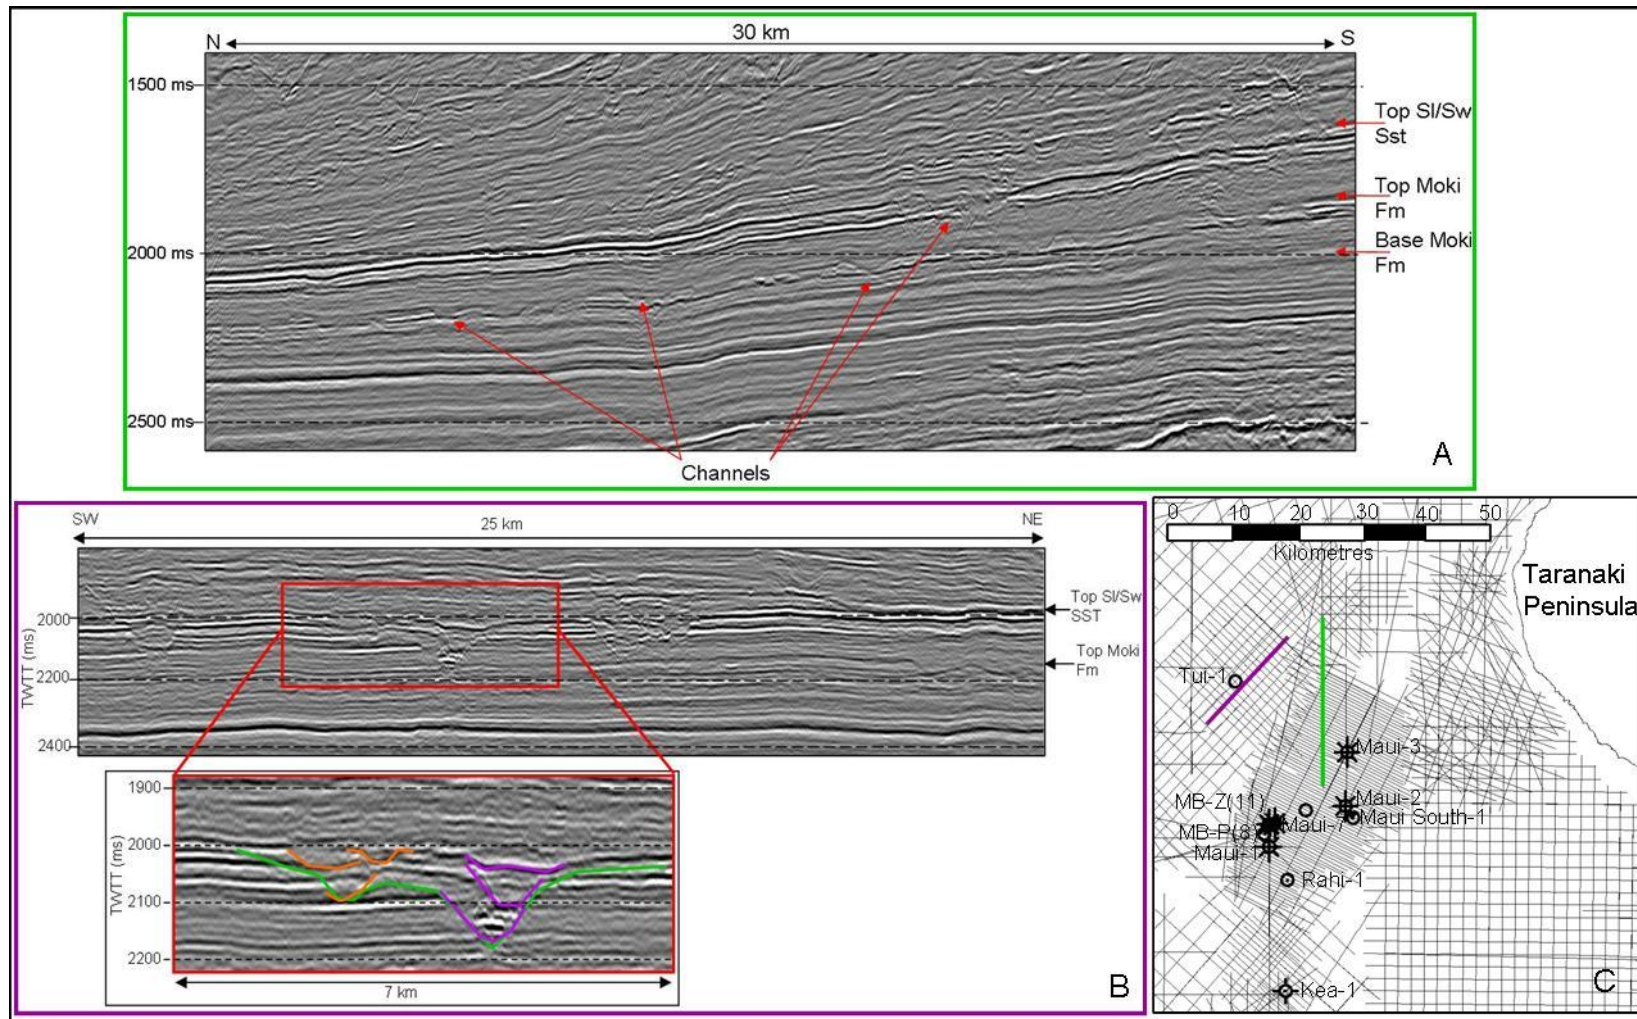 N
30 km
S
1500 ms
2000 ms
2500 ms
Top Sl/Sw
Sst
Top Moki
Fm
Base Moki
Fm
Channels
A
SW
25 km
NE
TWTT (ms)
2000
2200
2400
Top Sl/Sw
SST
Top Moki
Fm
TWTT (ms)
1900
2000
2100
2200
7 km
B
0 10 20 30 40 50
Kilometres
Taranaki
Peninsula
Tui-1
Maui-3
MB-Z(11)
Maui-2
Maui South-1
Maui-7
MB-P(8)
Maui-1
Rahi-1
Kea-1
C